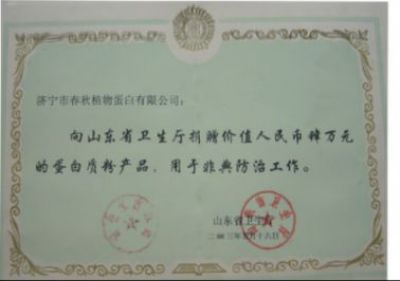 济宁市春秋植物蛋白有限公司：
向山东省卫生厅捐赠价值人民币肆万元
的蛋白质粉产品，用于非典防治工作。
山东省卫生厅